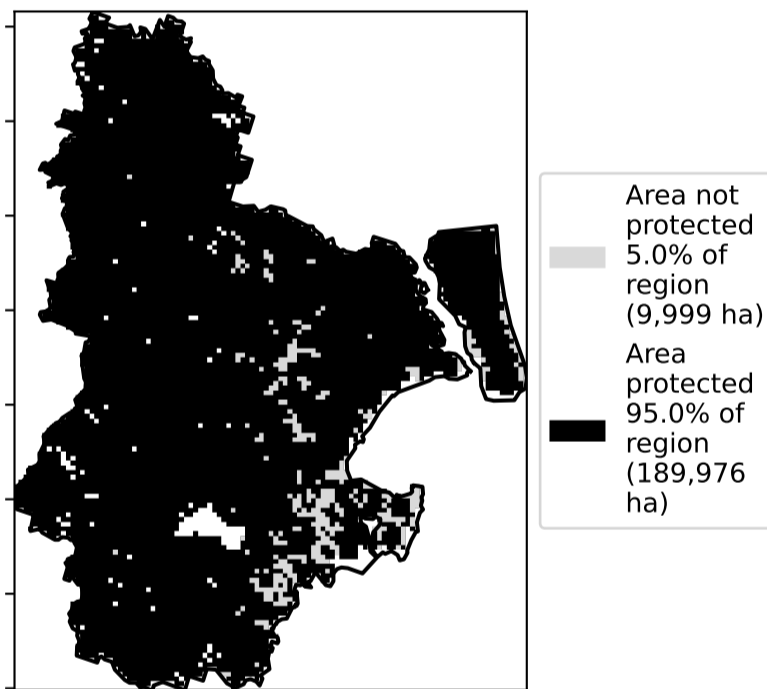 Area not
protected
5.0% of
region
(9,999 ha)
Area
protected
95.0% of
region
(189,976
ha)